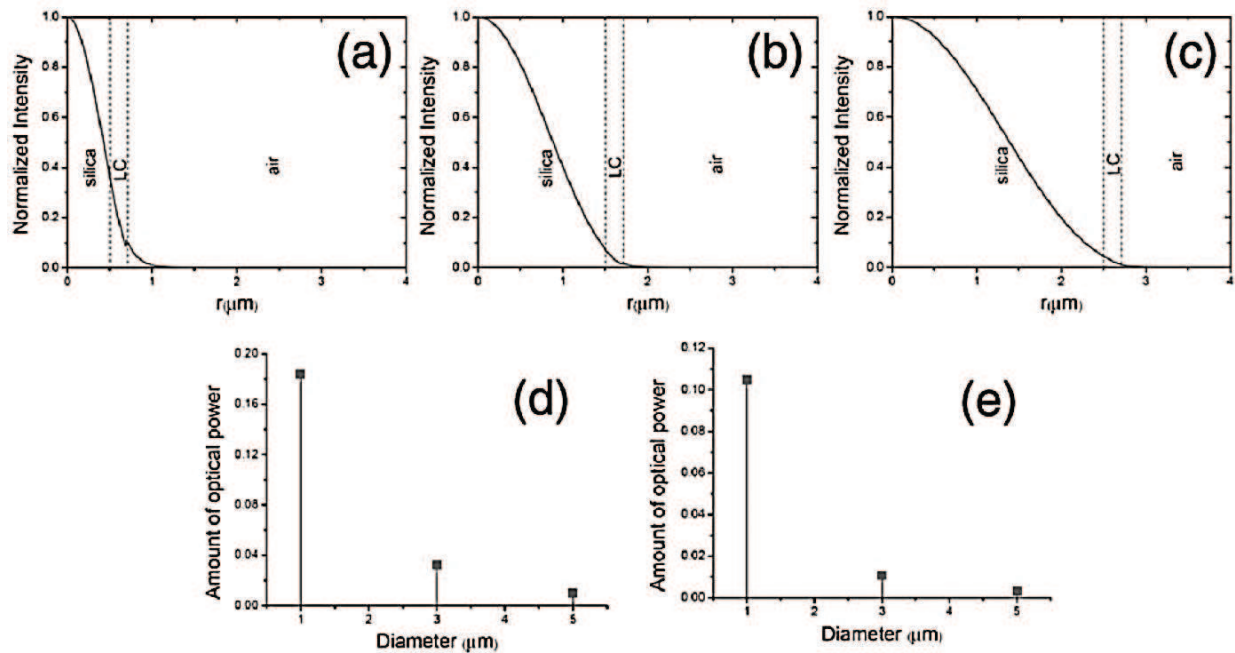 (a)
Normalized Intensity
1.0
0.8
0.6
0.4
0.2
0.0
silica
LC
air
0
1
2
3
4
r(μm)
(b)
Normalized Intensity
1.0
0.8
0.6
0.4
0.2
0.0
silica
LC
air
0
1
2
3
4
r(μm)
(c)
Normalized Intensity
1.0
0.8
0.6
0.4
0.2
0.0
silica
LC
air
0
1
2
3
4
r(μm)
(d)
Amount of optical power
0.20
0.16
0.12
0.08
0.04
0.00
1
2
3
4
5
Diameter (μm)
(e)
Amount of optical power
0.12
0.10
0.08
0.06
0.04
0.02
0.00
1
2
3
4
5
Diameter (μm)